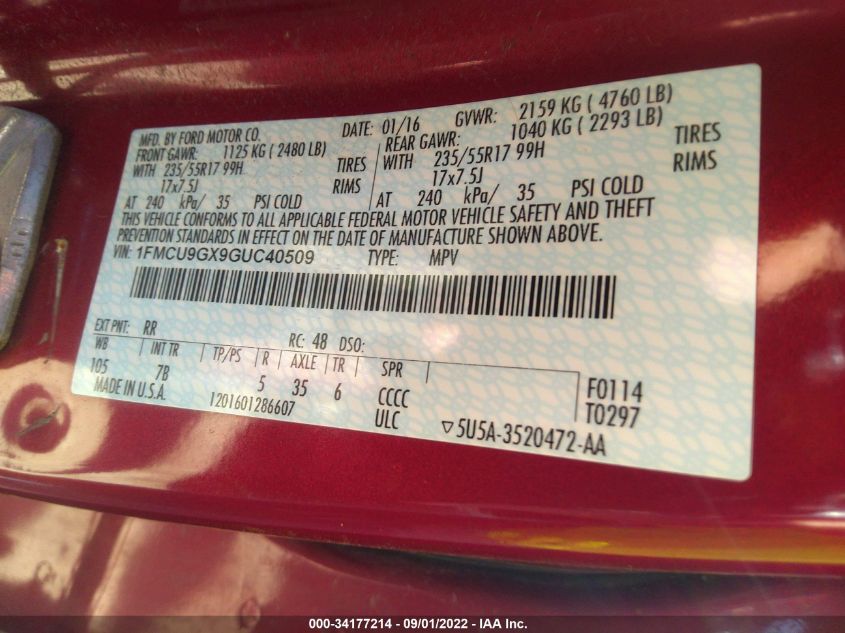 MFD. BY FORD MOTOR CO. DATE: 01/16 GVWR: 2159 KG ( 4760 LB)
FRONT GAWR: 1125 KG ( 2480 LB) REAR GAWR: 1040 KG ( 2293 LB)
WITH 235/55R17 99H TIRES WITH 235/55R17 99H TIRES
17x7.5J RIMS 17x7.5J RIMS
AT 240 kPa/ 35 PSI COLD AT 240 kPa/ 35 PSI COLD
THIS VEHICLE CONFORMS TO ALL APPLICABLE FEDERAL MOTOR VEHICLE SAFETY AND THEFT
PREVENTION STANDARDS IN EFFECT ON THE DATE OF MANUFACTURE SHOWN ABOVE.
VIN: 1FMCU9GX9GUC40509 TYPE: MPV
EXT PNT: RR RC: 48 DSO:
WB INT TR TP/PS R AXLE TR SPR
105 7B 5 35 6 CCCC F0114
MADE IN U.S.A. 1201601286607 ULC T0297
▽5U5A-3520472-AA
000-34177214 - 09/01/2022 - IAA Inc.